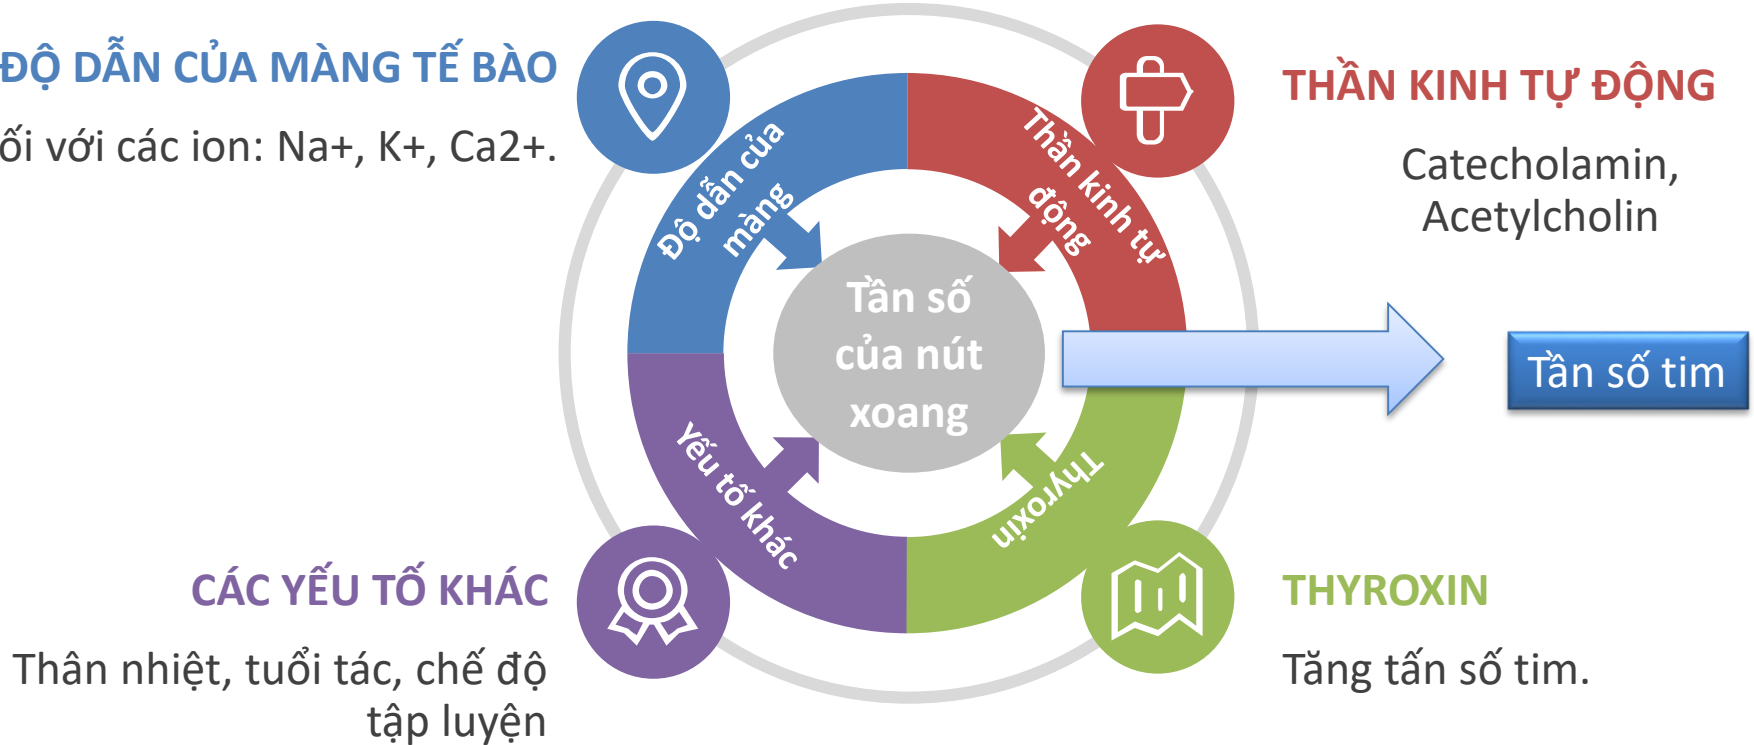 ĐỘ DẪN CỦA MÀNG TẾ BÀO
ối với các ion: Na+, K+, Ca2+.
THẦN KINH TỰ ĐỘNG
Catecholamin,
Acetylcholin
Độ dẫn của
màng
Thần kinh tự
động
Tần số
của nút
xoang
Tần số tim
Yếu tố khác
Thyroxin
CÁC YẾU TỐ KHÁC
Thân nhiệt, tuổi tác, chế độ
tập luyện
THYROXIN
Tăng tấn số tim.